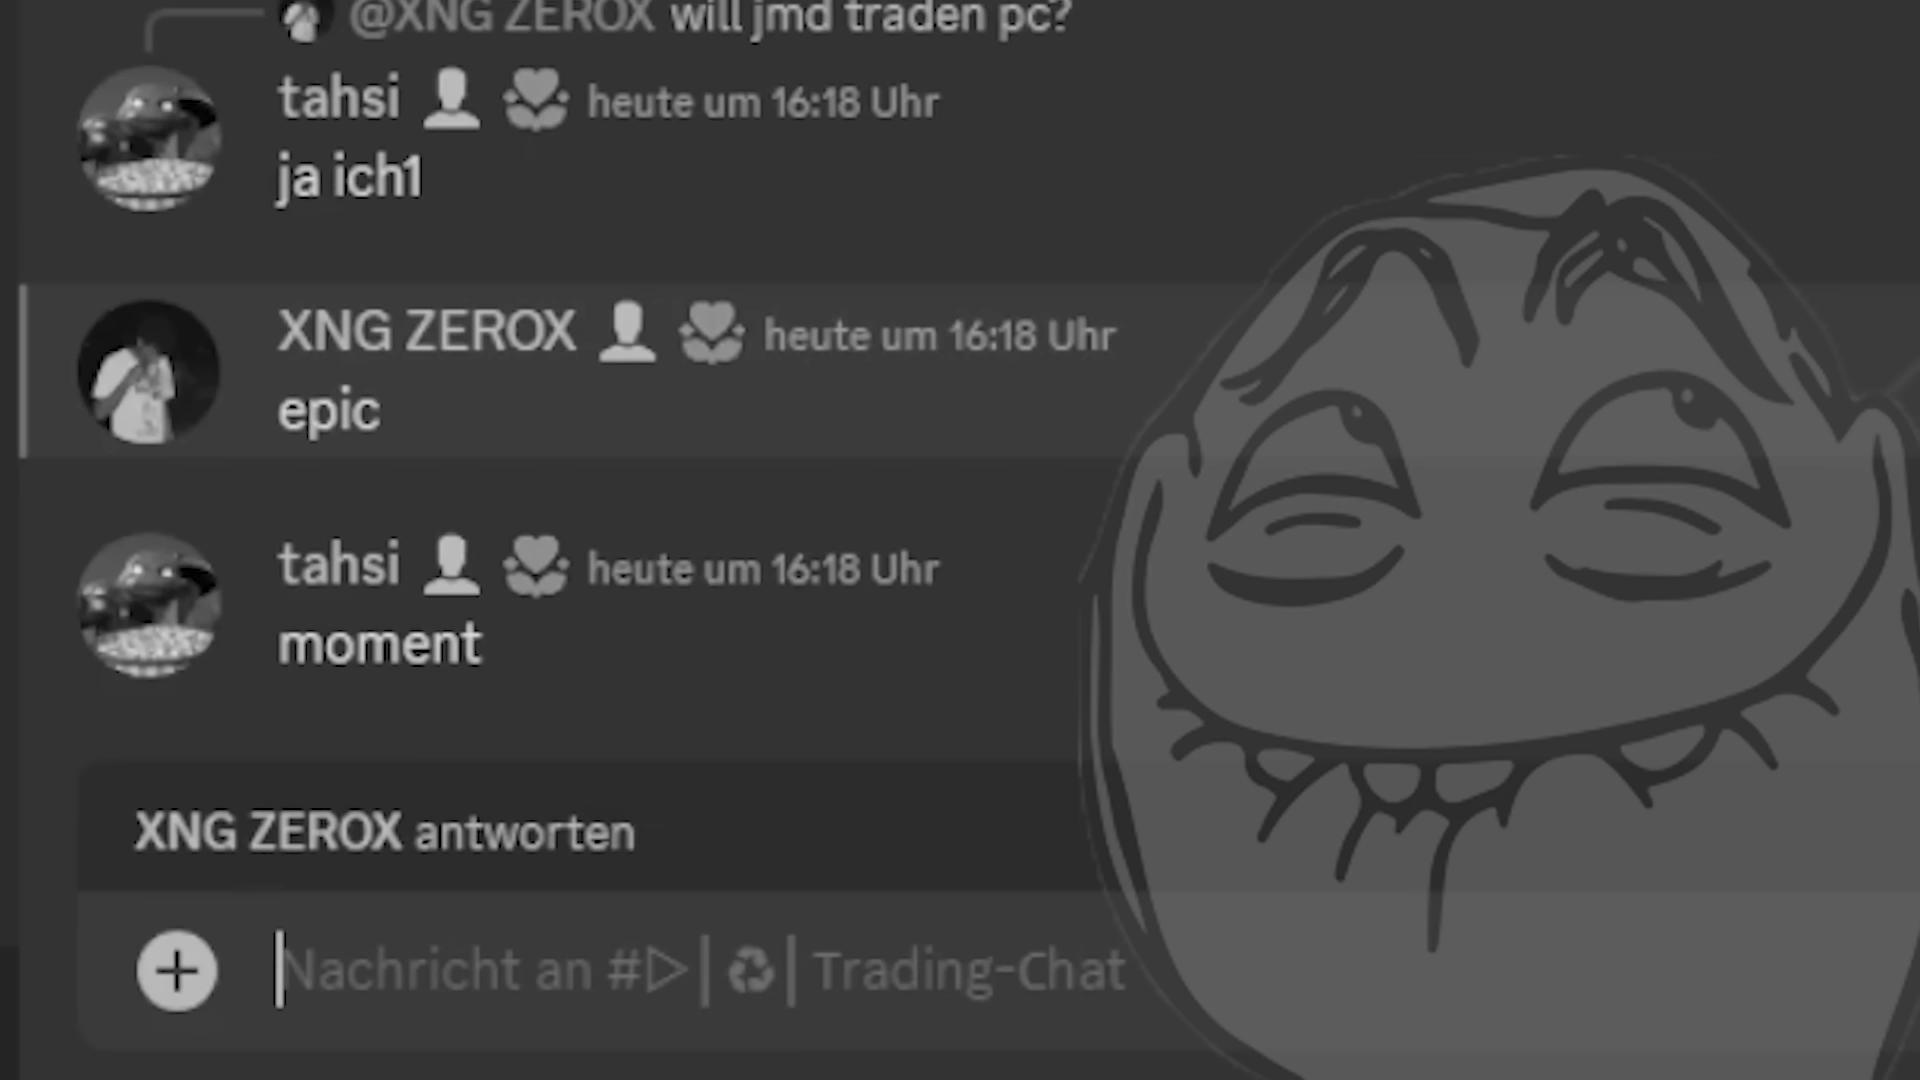 @XNG ZEROX will jmd traden pc?
tahsi heute um 16:18 Uhr
ja ich1
XNG ZEROX heute um 16:18 Uhr
epic
tahsi heute um 16:18 Uhr
moment
XNG ZEROX antworten
Nachricht an #▷|♻| Trading-Chat